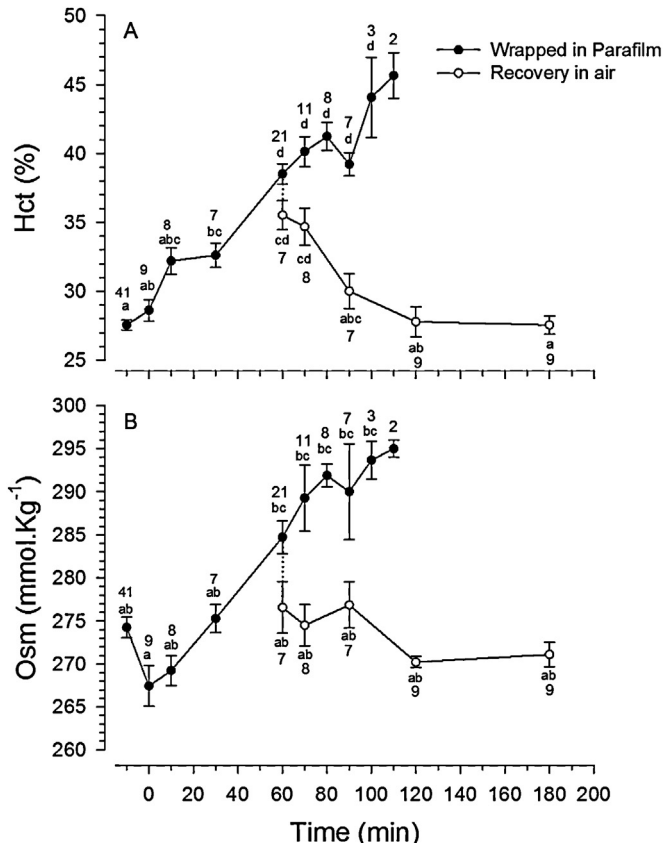 A
Wrapped in Parafilm
Recovery in air
Hct (%)
50
45
40
35
30
25
41
a
9
ab
8
abc
7
bc
21
d
11
d
8
d
7
d
3
d
2
cd
7
cd
8
abc
7
ab
9
a
9
B
Osm (mmol.Kg-1)
300
295
290
285
280
275
270
265
260
41
ab
9
a
8
ab
7
ab
21
bc
11
bc
8
bc
7
bc
3
bc
2
ab
7
ab
8
ab
7
ab
9
ab
9
0 20 40 60 80 100 120 140 160 180 200
Time (min)